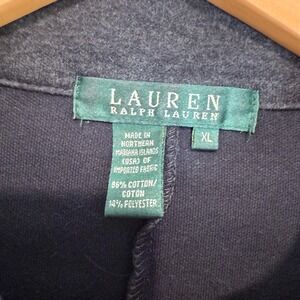 LAUREN
RALPH LAUREN
XL
MADE IN
NORTHERN
MARIANA ISLANDS
(USA) OF
IMPORTED FABRIC
86% COTTON/
COTON
14% POLYESTER